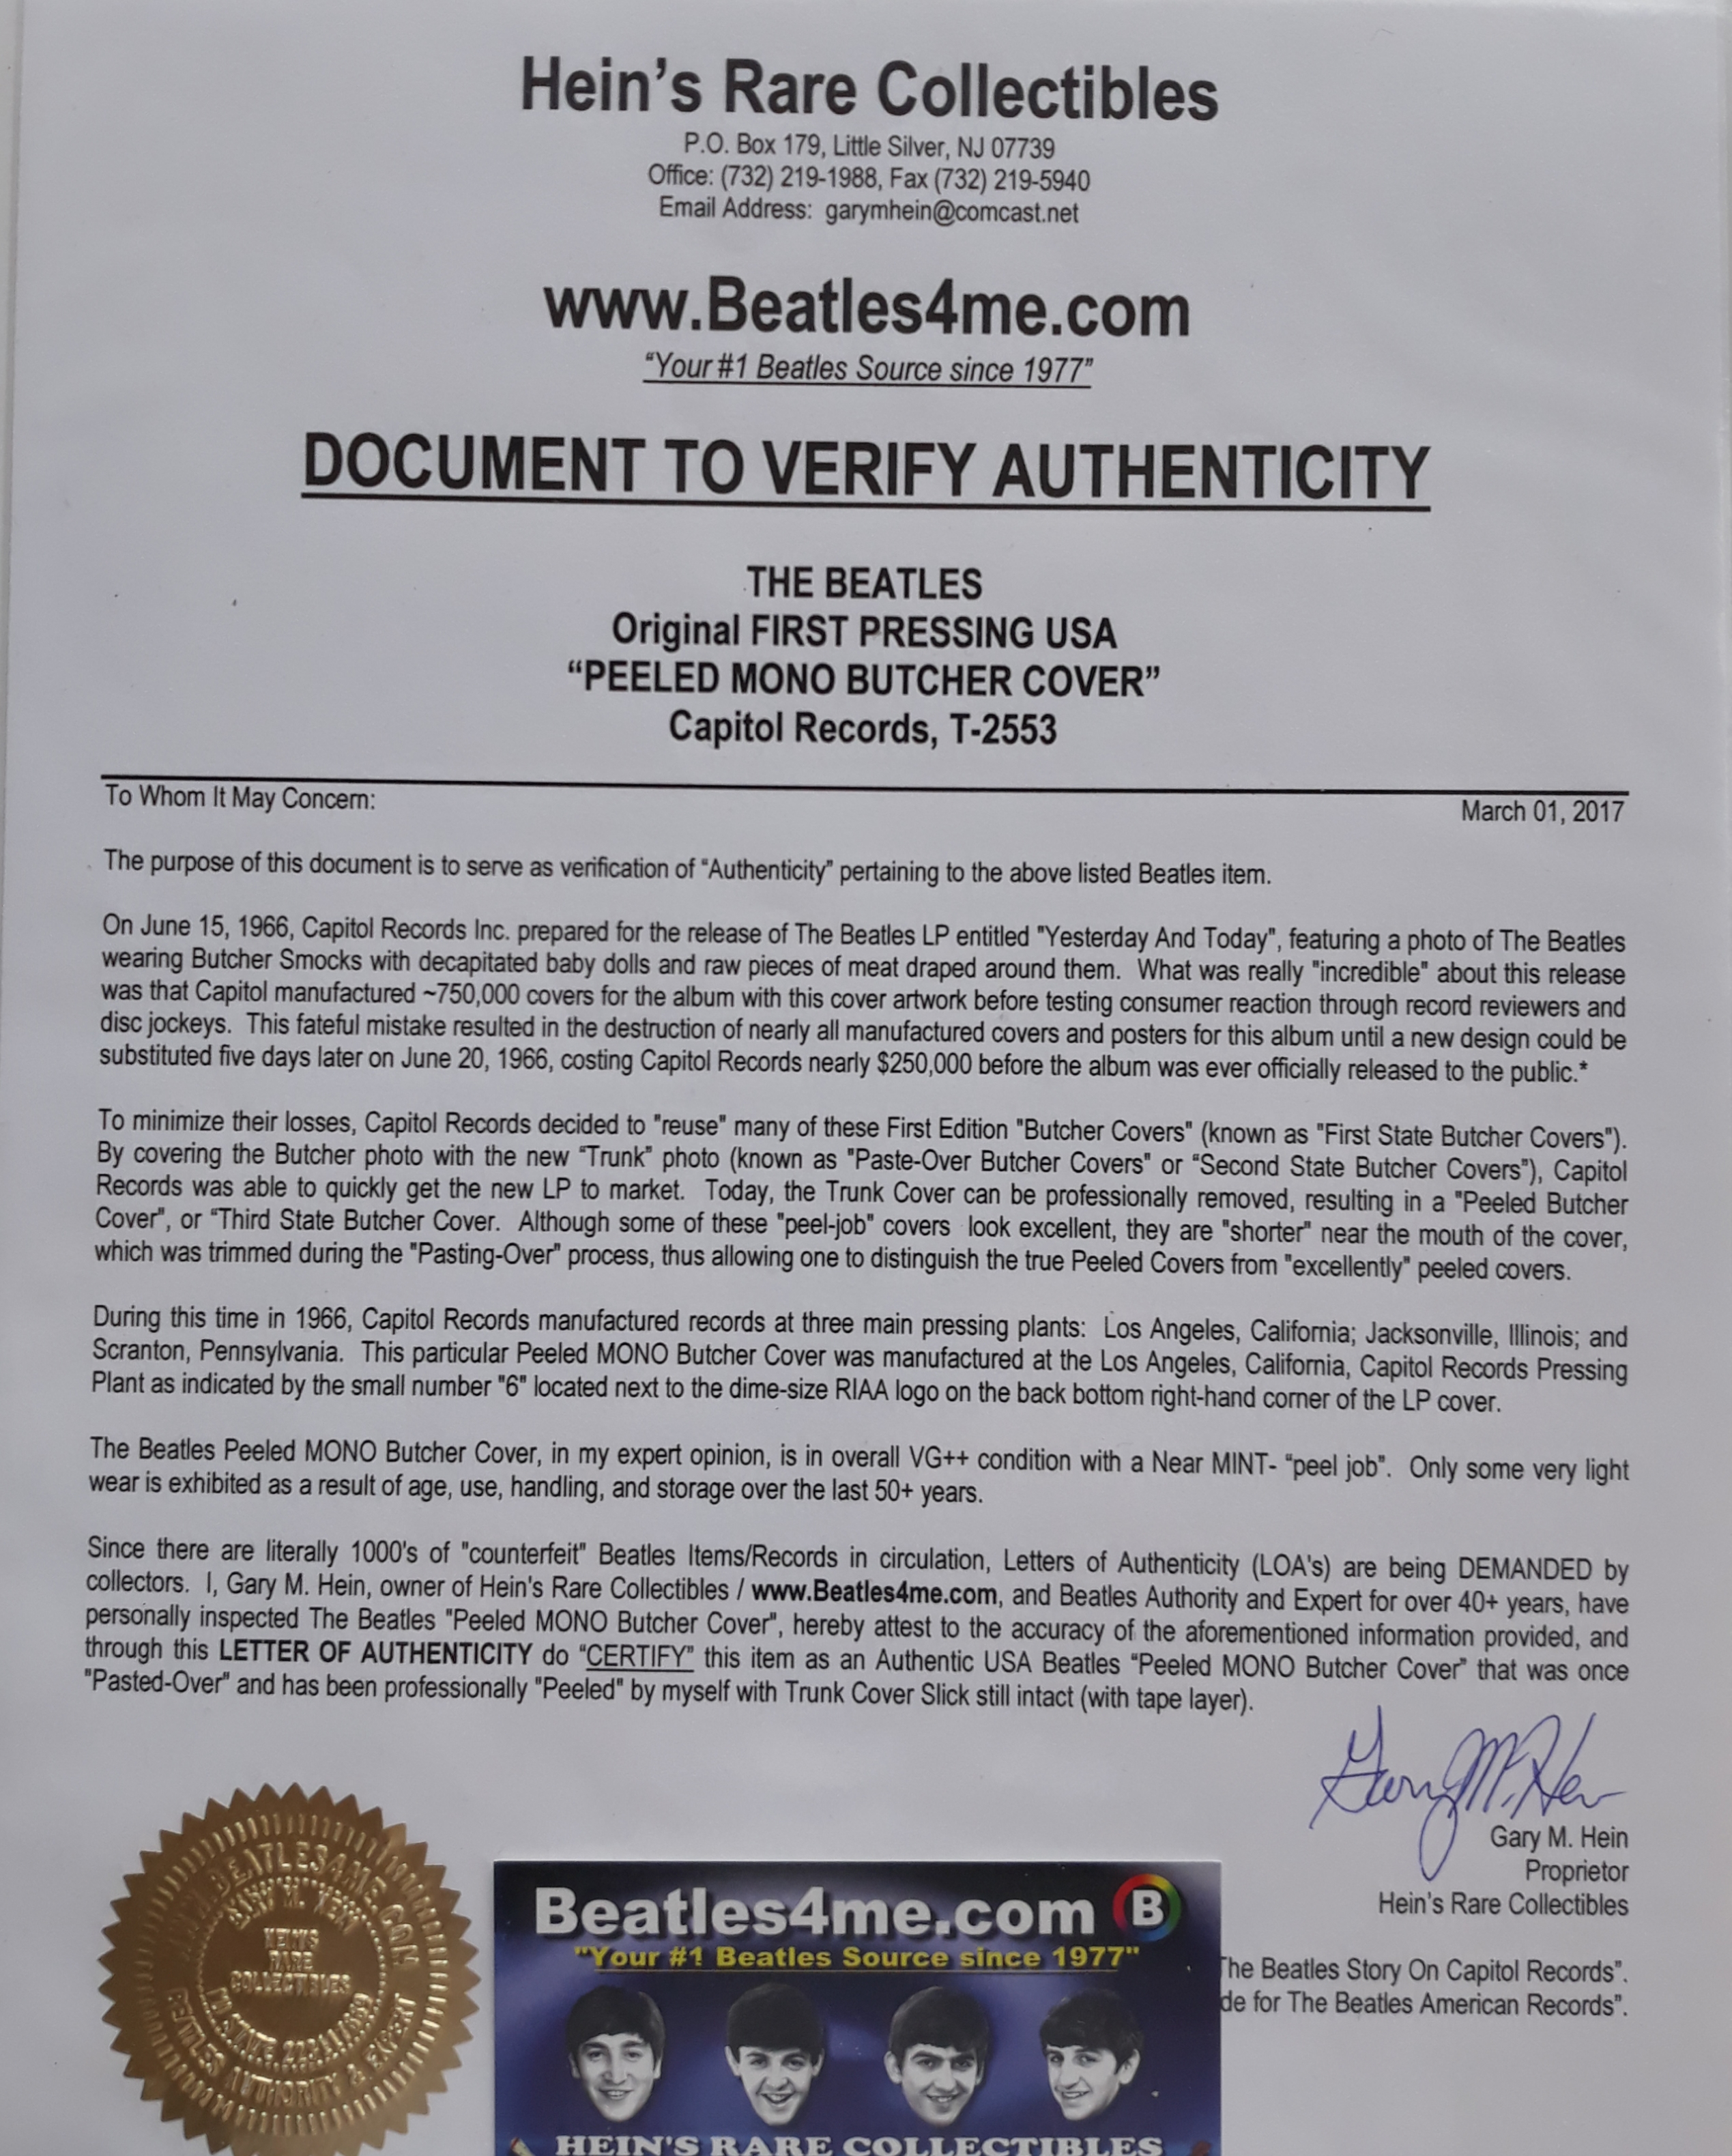 Hein’s Rare Collectibles
P.O. Box 179, Little Silver, NJ 07739
Office: (732) 219-1988, Fax (732) 219-5940
Email Address:  garymhein@comcast.net
www.Beatles4me.com
“Your #1 Beatles Source since 1977”
DOCUMENT TO VERIFY AUTHENTICITY
THE BEATLES
Original FIRST PRESSING USA
“PEELED MONO BUTCHER COVER”
Capitol Records, T-2553
To Whom It May Concern:
March 01, 2017
The purpose of this document is to serve as verification of “Authenticity” pertaining to the above listed Beatles item.
On June 15, 1966, Capitol Records Inc. prepared for the release of The Beatles LP entitled "Yesterday And Today", featuring a photo of The Beatles
wearing Butcher Smocks with decapitated baby dolls and raw pieces of meat draped around them.  What was really "incredible" about this release
was that Capitol manufactured ~750,000 covers for the album with this cover artwork before testing consumer reaction through record reviewers and
disc jockeys.  This fateful mistake resulted in the destruction of nearly all manufactured covers and posters for this album until a new design could be
substituted five days later on June 20, 1966, costing Capitol Records nearly $250,000 before the album was ever officially released to the public.*
To minimize their losses, Capitol Records decided to "reuse" many of these First Edition "Butcher Covers" (known as "First State Butcher Covers").
By covering the Butcher photo with the new “Trunk” photo (known as "Paste-Over Butcher Covers" or “Second State Butcher Covers”), Capitol
Records was able to quickly get the new LP to market.  Today, the Trunk Cover can be professionally removed, resulting in a "Peeled Butcher
Cover", or “Third State Butcher Cover.  Although some of these "peel-job" covers  look excellent, they are "shorter" near the mouth of the cover,
which was trimmed during the "Pasting-Over" process, thus allowing one to distinguish the true Peeled Covers from "excellently" peeled covers.
During this time in 1966, Capitol Records manufactured records at three main pressing plants:  Los Angeles, California; Jacksonville, Illinois; and
Scranton, Pennsylvania.  This particular Peeled MONO Butcher Cover was manufactured at the Los Angeles, California, Capitol Records Pressing
Plant as indicated by the small number "6" located next to the dime-size RIAA logo on the back bottom right-hand corner of the LP cover.
The Beatles Peeled MONO Butcher Cover, in my expert opinion, is in overall VG++ condition with a Near MINT- “peel job”.  Only some very light
wear is exhibited as a result of age, use, handling, and storage over the last 50+ years.
Since there are literally 1000's of "counterfeit" Beatles Items/Records in circulation, Letters of Authenticity (LOA's) are being DEMANDED by
collectors.  I, Gary M. Hein, owner of Hein's Rare Collectibles / www.Beatles4me.com, and Beatles Authority and Expert for over 40+ years, have
personally inspected The Beatles "Peeled MONO Butcher Cover", hereby attest to the accuracy of the aforementioned information provided, and
through this LETTER OF AUTHENTICITY do “CERTIFY” this item as an Authentic USA Beatles “Peeled MONO Butcher Cover” that was once
"Pasted-Over" and has been professionally "Peeled" by myself with Trunk Cover Slick still intact (with tape layer).
Gary M. Hein
Gary M. Hein
Proprietor
Hein's Rare Collectibles
The Beatles Story On Capitol Records”.
de for The Beatles American Records”.
WWW.BEATLES4ME.COM
GARY M. HEIN
HEIN'S
RARE
COLLECTIBLES
BEATLES AUTHORITY & EXPERT
Beatles4me.com B
"Your #1 Beatles Source since 1977"
HEIN'S RARE COLLECTIBLES